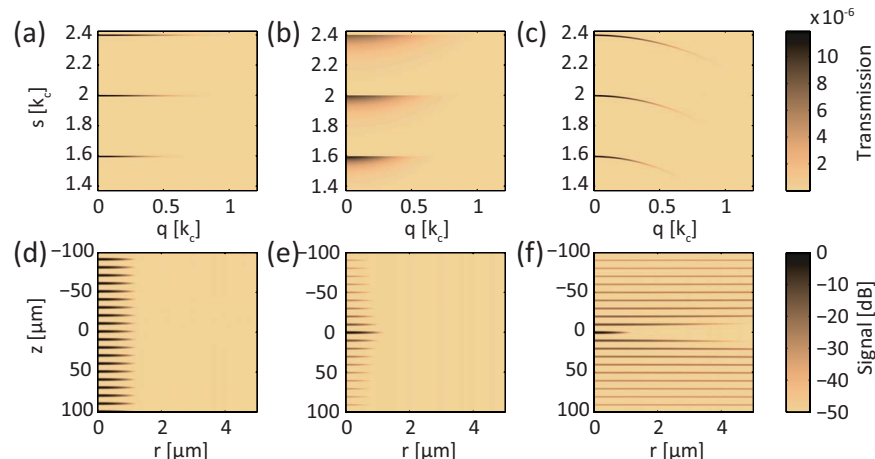 (a) (b) (c) x10⁻⁶
2.4 2.4 2.4
2.2 2.2 2.2 10
s [k_c] 2 2 2 8
1.8 1.8 1.8 6
1.6 1.6 1.6 4
1.4 1.4 1.4 2
Transmission
0 0.5 1 0 0.5 1 0 0.5 1
q [k_c] q [k_c] q [k_c]
(d) (e) (f)
−100 −100 −100 0
−50 −50 −50 −10
z [µm] 0 0 0 −20
−30
50 50 50 −40
100 100 100 −50
Signal [dB]
0 2 4 0 2 4 0 2 4
r [µm] r [µm] r [µm]